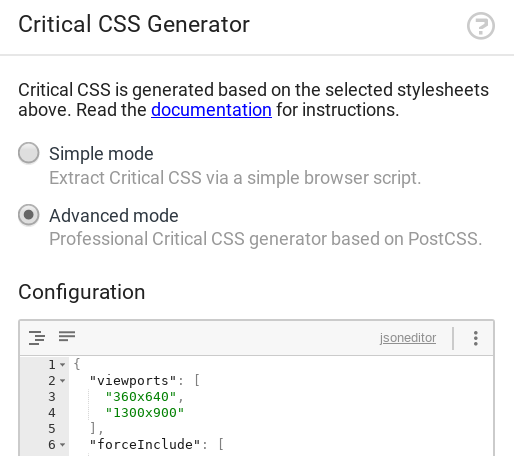 Critical CSS Generator
Critical CSS is generated based on the selected stylesheets
above. Read the documentation for instructions.
Simple mode
Extract Critical CSS via a simple browser script.
Advanced mode
Professional Critical CSS generator based on PostCSS.
Configuration
jsoneditor
1 {
2 "viewports": [
3 "360x640",
4 "1300x900"
5 ],
6 "forceInclude": [